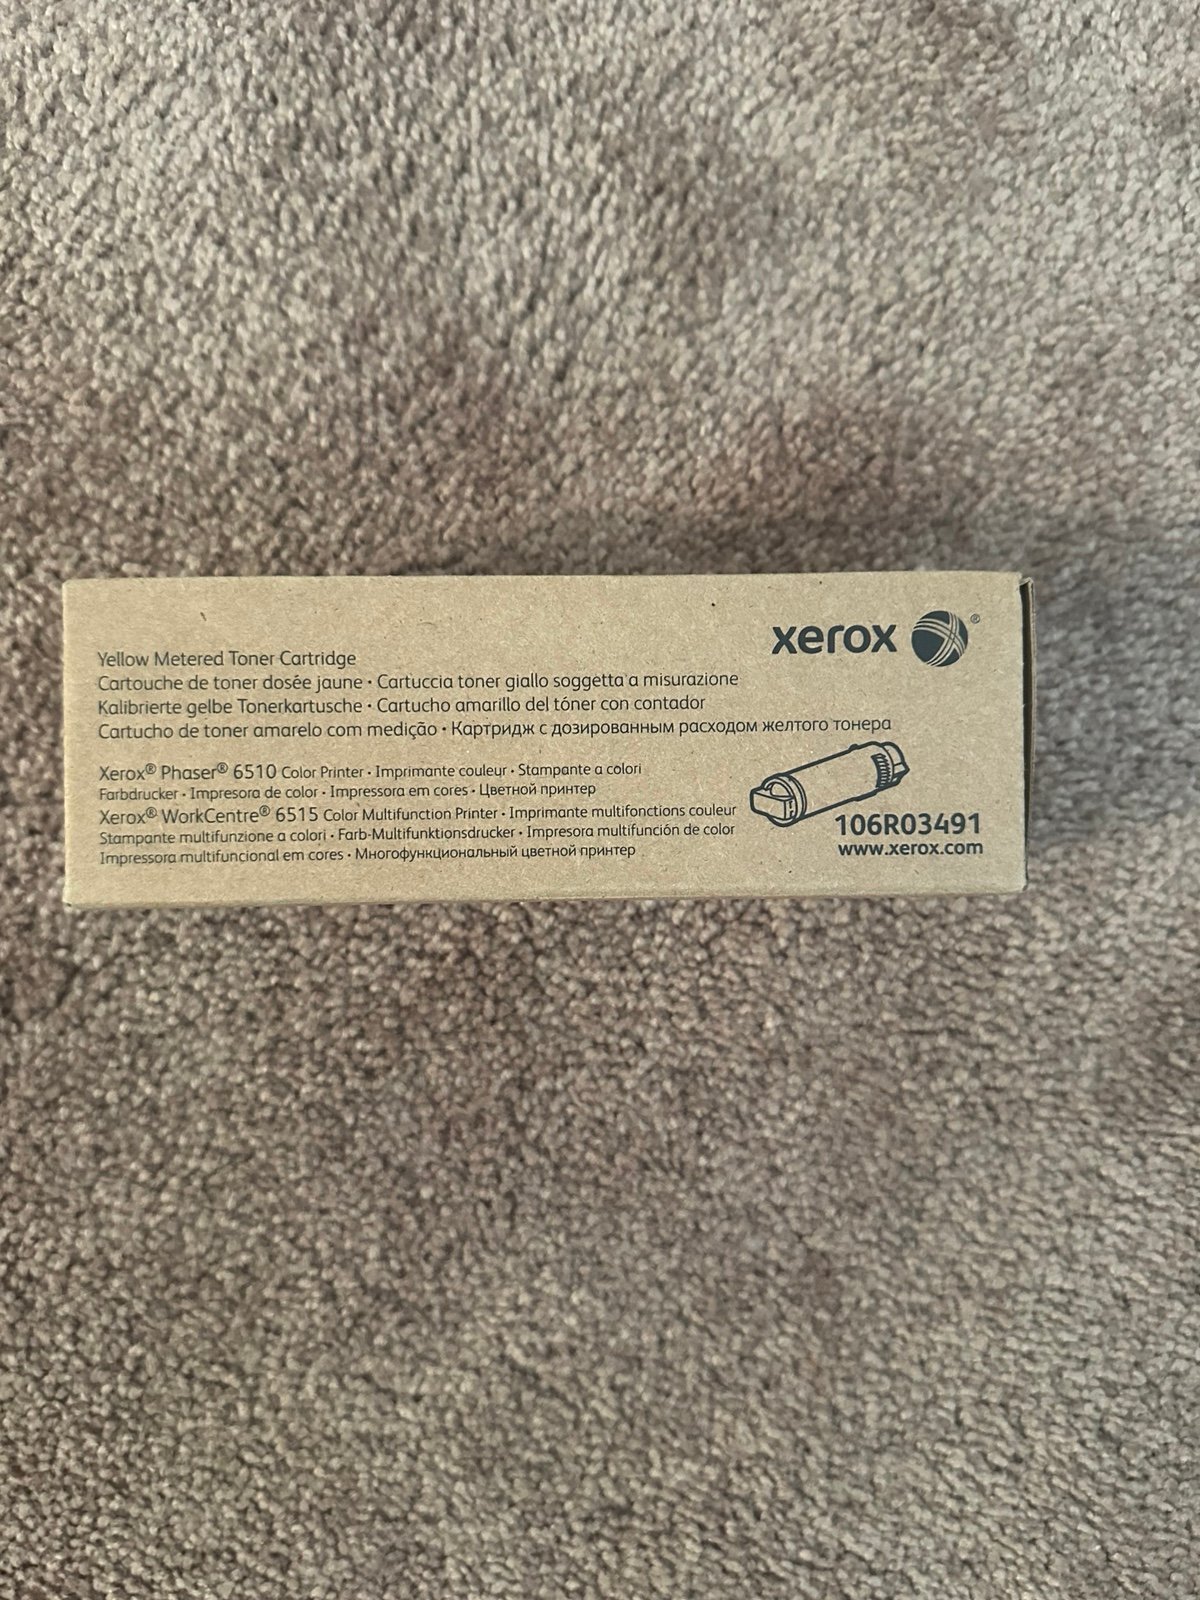 xerox ®
Yellow Metered Toner Cartridge
Cartouche de toner dosée jaune • Cartuccia toner giallo soggetta a misurazione
Kalibrierte gelbe Tonerkartusche • Cartucho amarillo del tóner con contador
Cartucho de toner amarelo com medição • Картридж с дозированным расходом желтого тонера
Xerox® Phaser® 6510 Color Printer • Imprimante couleur • Stampante a colori
Farbdrucker • Impresora de color • Impressora em cores • Цветной принтер
Xerox® WorkCentre® 6515 Color Multifunction Printer • Imprimante multifonctions couleur
Stampante multifunzione a colori • Farb-Multifunktionsdrucker • Impresora multifunción de color
Impressora multifuncional em cores • Многофункциональный цветной принтер
106R03491
www.xerox.com